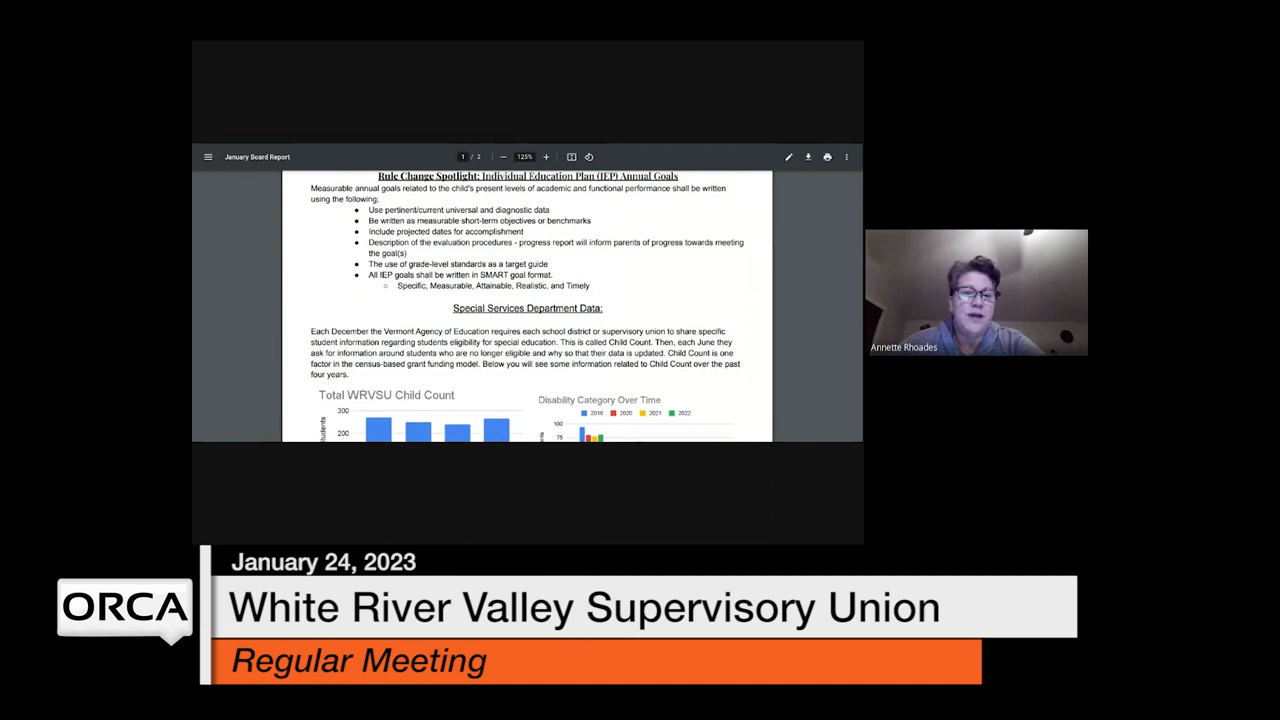 January Board Report
1 / 2
125%
Rule Change Spotlight: Individual Education Plan (IEP) Annual Goals
Measurable annual goals related to the child's present levels of academic and functional performance shall be written
using the following;
● Use pertinent/current universal and diagnostic data
● Be written as measurable short-term objectives or benchmarks
● Include projected dates for accomplishment
● Description of the evaluation procedures - progress report will inform parents of progress towards meeting
the goal(s)
● The use of grade-level standards as a target guide
● All IEP goals shall be written in SMART goal format.
○ Specific, Measurable, Attainable, Realistic, and Timely
Special Services Department Data:
Each December the Vermont Agency of Education requires each school district or supervisory union to share specific
student information regarding students eligibility for special education. This is called Child Count. Then, each June they
ask for information around students who are no longer eligible and why so that their data is updated. Child Count is one
factor in the census-based grant funding model. Below you will see some information related to Child Count over the past
four years.
Total WRVSU Child Count
300
200
Disability Category Over Time
2019 2020 2021 2022
100
75
Annette Rhoades
January 24, 2023
ORCA
White River Valley Supervisory Union
Regular Meeting